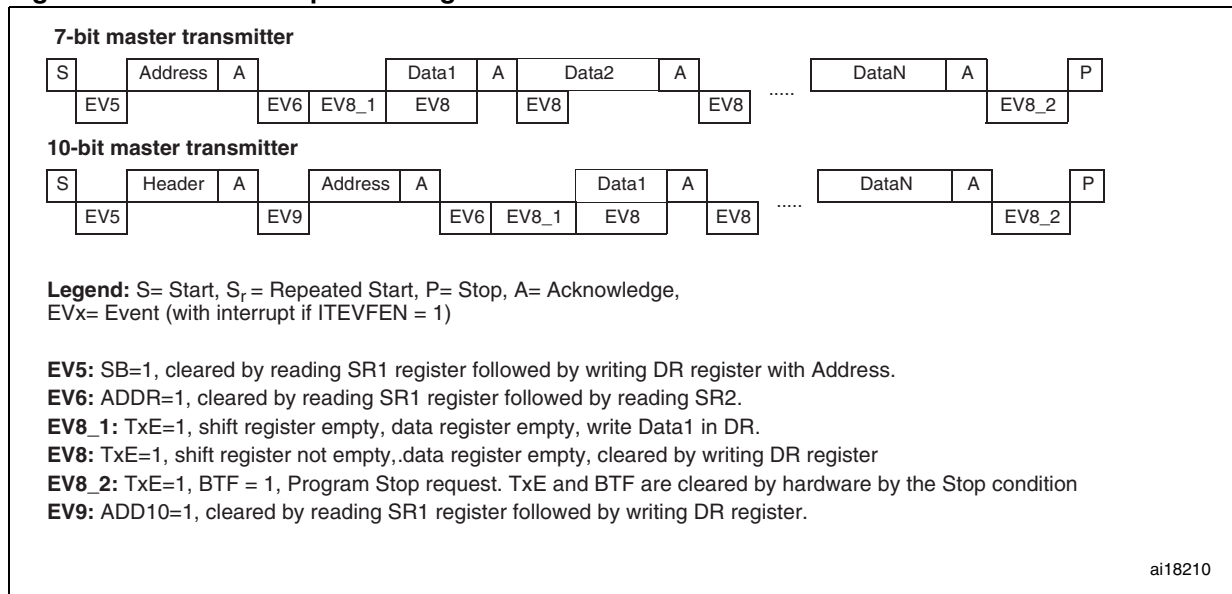 7-bit master transmitter
S Address A Data1 A Data2 A ..... DataN A P
EV5 EV6 EV8_1 EV8 EV8 EV8 EV8_2
10-bit master transmitter
S Header A Address A Data1 A ..... DataN A P
EV5 EV9 EV6 EV8_1 EV8 EV8 EV8_2
Legend: S= Start, Sr = Repeated Start, P= Stop, A= Acknowledge,
EVx= Event (with interrupt if ITEVFEN = 1)
EV5: SB=1, cleared by reading SR1 register followed by writing DR register with Address.
EV6: ADDR=1, cleared by reading SR1 register followed by reading SR2.
EV8_1: TxE=1, shift register empty, data register empty, write Data1 in DR.
EV8: TxE=1, shift register not empty,.data register empty, cleared by writing DR register
EV8_2: TxE=1, BTF = 1, Program Stop request. TxE and BTF are cleared by hardware by the Stop condition
EV9: ADD10=1, cleared by reading SR1 register followed by writing DR register.
ai18210